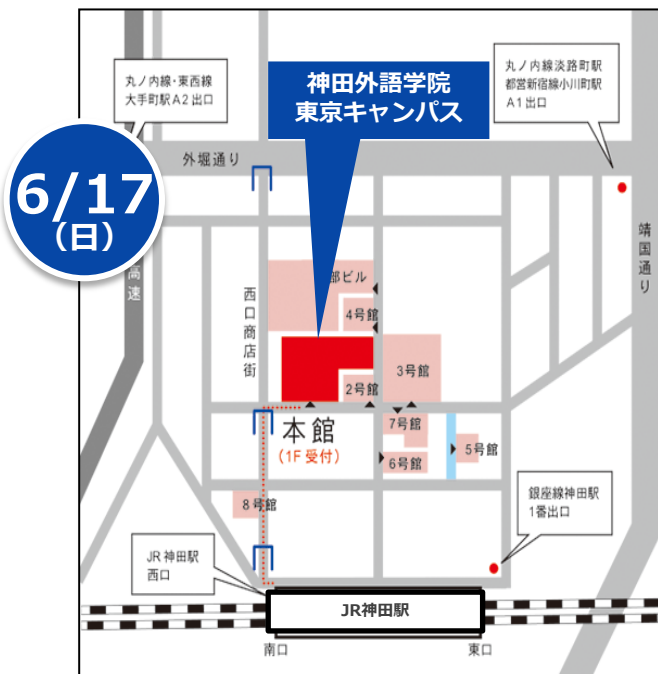 丸ノ内線・東西線
大手町駅A2出口
神田外語学院
東京キャンパス
丸ノ内線淡路町駅
都営新宿線小川町駅
A1出口
外堀通り
6/17
（日）
高速
靖国通り
西口商店街
部ビル
4号館
3号館
2号館
本館
（1F 受付）
7号館
5号館
6号館
8号館
銀座線神田駅
1番出口
JR神田駅
西口
JR神田駅
南口
東口